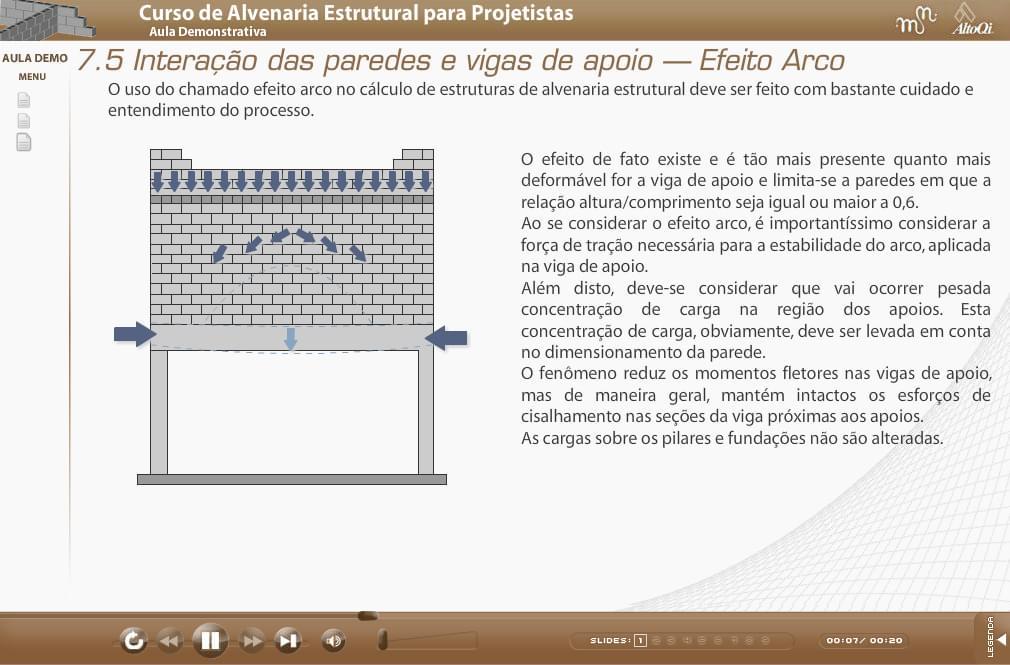 Curso de Alvenaria Estrutural para Projetistas
Aula Demonstrativa
AltoQi
AULA DEMO
MENU
7.5 Interação das paredes e vigas de apoio — Efeito Arco
O uso do chamado efeito arco no cálculo de estruturas de alvenaria estrutural deve ser feito com bastante cuidado e
entendimento do processo.
O efeito de fato existe e é tão mais presente quanto mais
deformável for a viga de apoio e limita-se a paredes em que a
relação altura/comprimento seja igual ou maior a 0,6.
Ao se considerar o efeito arco, é importantíssimo considerar a
força de tração necessária para a estabilidade do arco, aplicada
na viga de apoio.
Além disto, deve-se considerar que vai ocorrer pesada
concentração de carga na região dos apoios. Esta
concentração de carga, obviamente, deve ser levada em conta
no dimensionamento da parede.
O fenômeno reduz os momentos fletores nas vigas de apoio,
mas de maneira geral, mantém intactos os esforços de
cisalhamento nas seções da viga próximas aos apoios.
As cargas sobre os pilares e fundações não são alteradas.
SLIDES: 1
00:07/ 00:20
LEGENDA